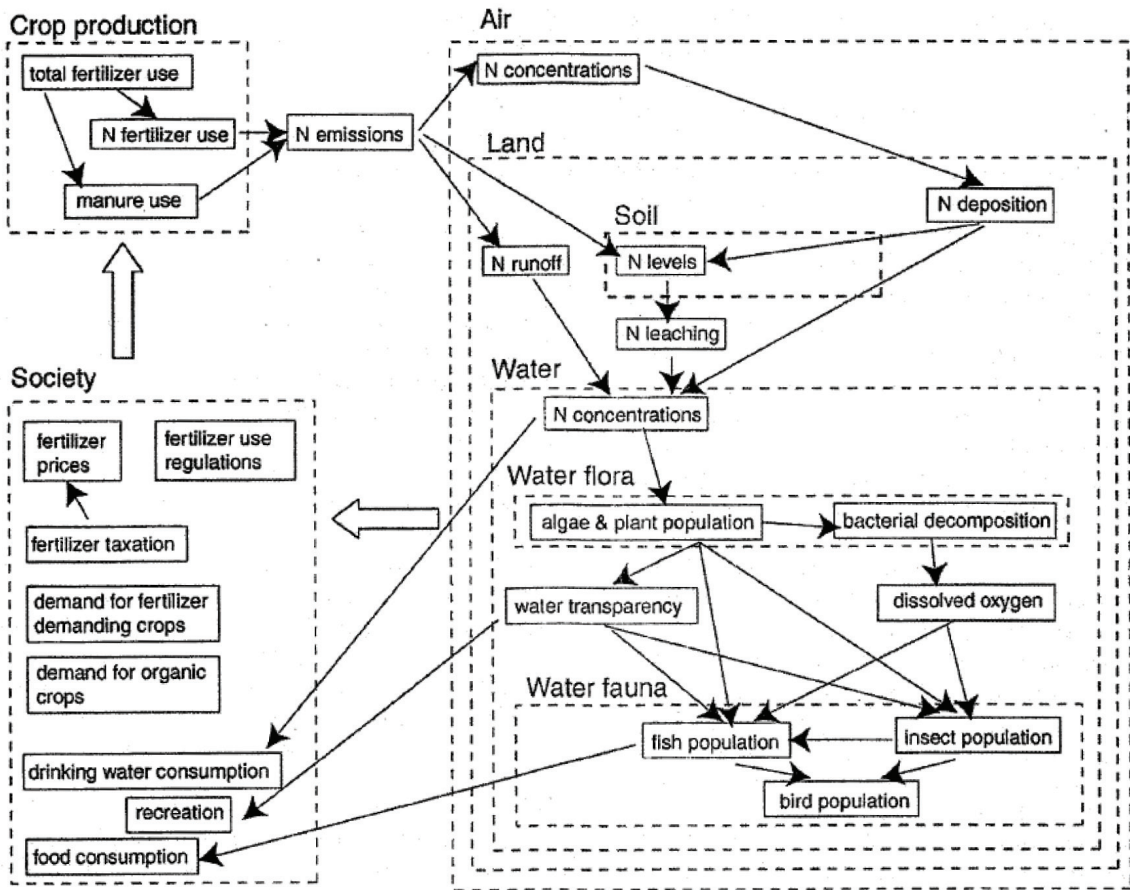 Crop production
total fertilizer use
N fertilizer use
manure use
N emissions
Air
N concentrations
Land
N deposition
Soil
N runoff
N levels
N leaching
Water
N concentrations
Water flora
algae & plant population
bacterial decomposition
water transparency
dissolved oxygen
Water fauna
fish population
insect population
bird population
Society
fertilizer
prices
fertilizer use
regulations
fertilizer taxation
demand for fertilizer
demanding crops
demand for organic
crops
drinking water consumption
recreation
food consumption